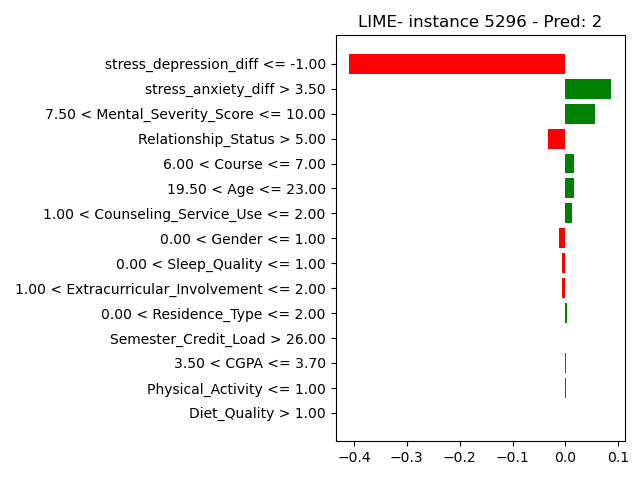 LIME- instance 5296 - Pred: 2
stress_depression_diff <= -1.00
stress_anxiety_diff > 3.50
7.50 < Mental_Severity_Score <= 10.00
Relationship_Status > 5.00
6.00 < Course <= 7.00
19.50 < Age <= 23.00
1.00 < Counseling_Service_Use <= 2.00
0.00 < Gender <= 1.00
0.00 < Sleep_Quality <= 1.00
1.00 < Extracurricular_Involvement <= 2.00
0.00 < Residence_Type <= 2.00
Semester_Credit_Load > 26.00
3.50 < CGPA <= 3.70
Physical_Activity <= 1.00
Diet_Quality > 1.00
−0.4 −0.3 −0.2 −0.1 0.0 0.1